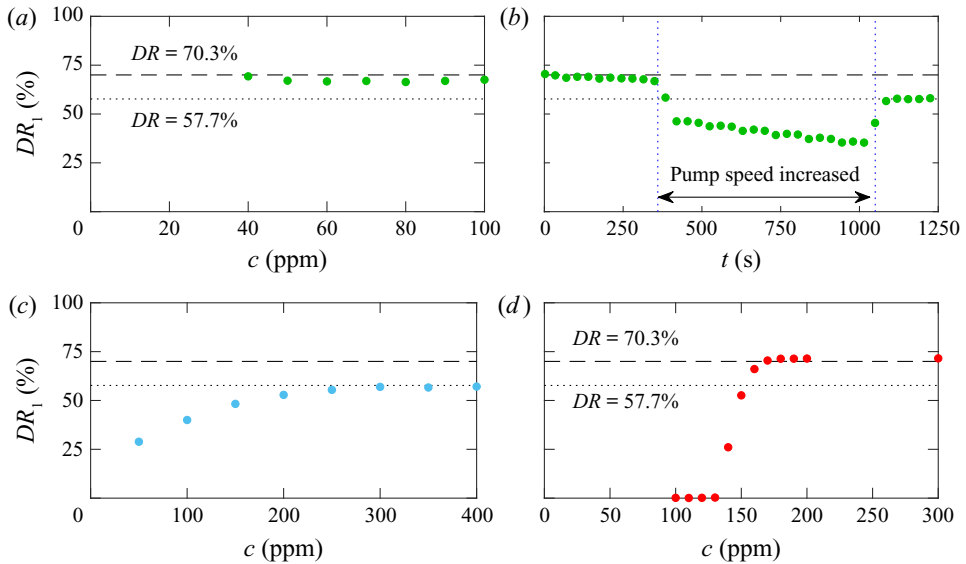 (a)
100
75
50
25
0
20
40
60
80
100
DR₁ (%)
c (ppm)
DR = 70.3%
DR = 57.7%
(b)
0
250
500
750
1000
1250
t (s)
Pump speed increased
(c)
100
75
50
25
0
100
200
300
400
DR₁ (%)
c (ppm)
(d)
DR = 70.3%
DR = 57.7%
0
50
100
150
200
250
300
c (ppm)